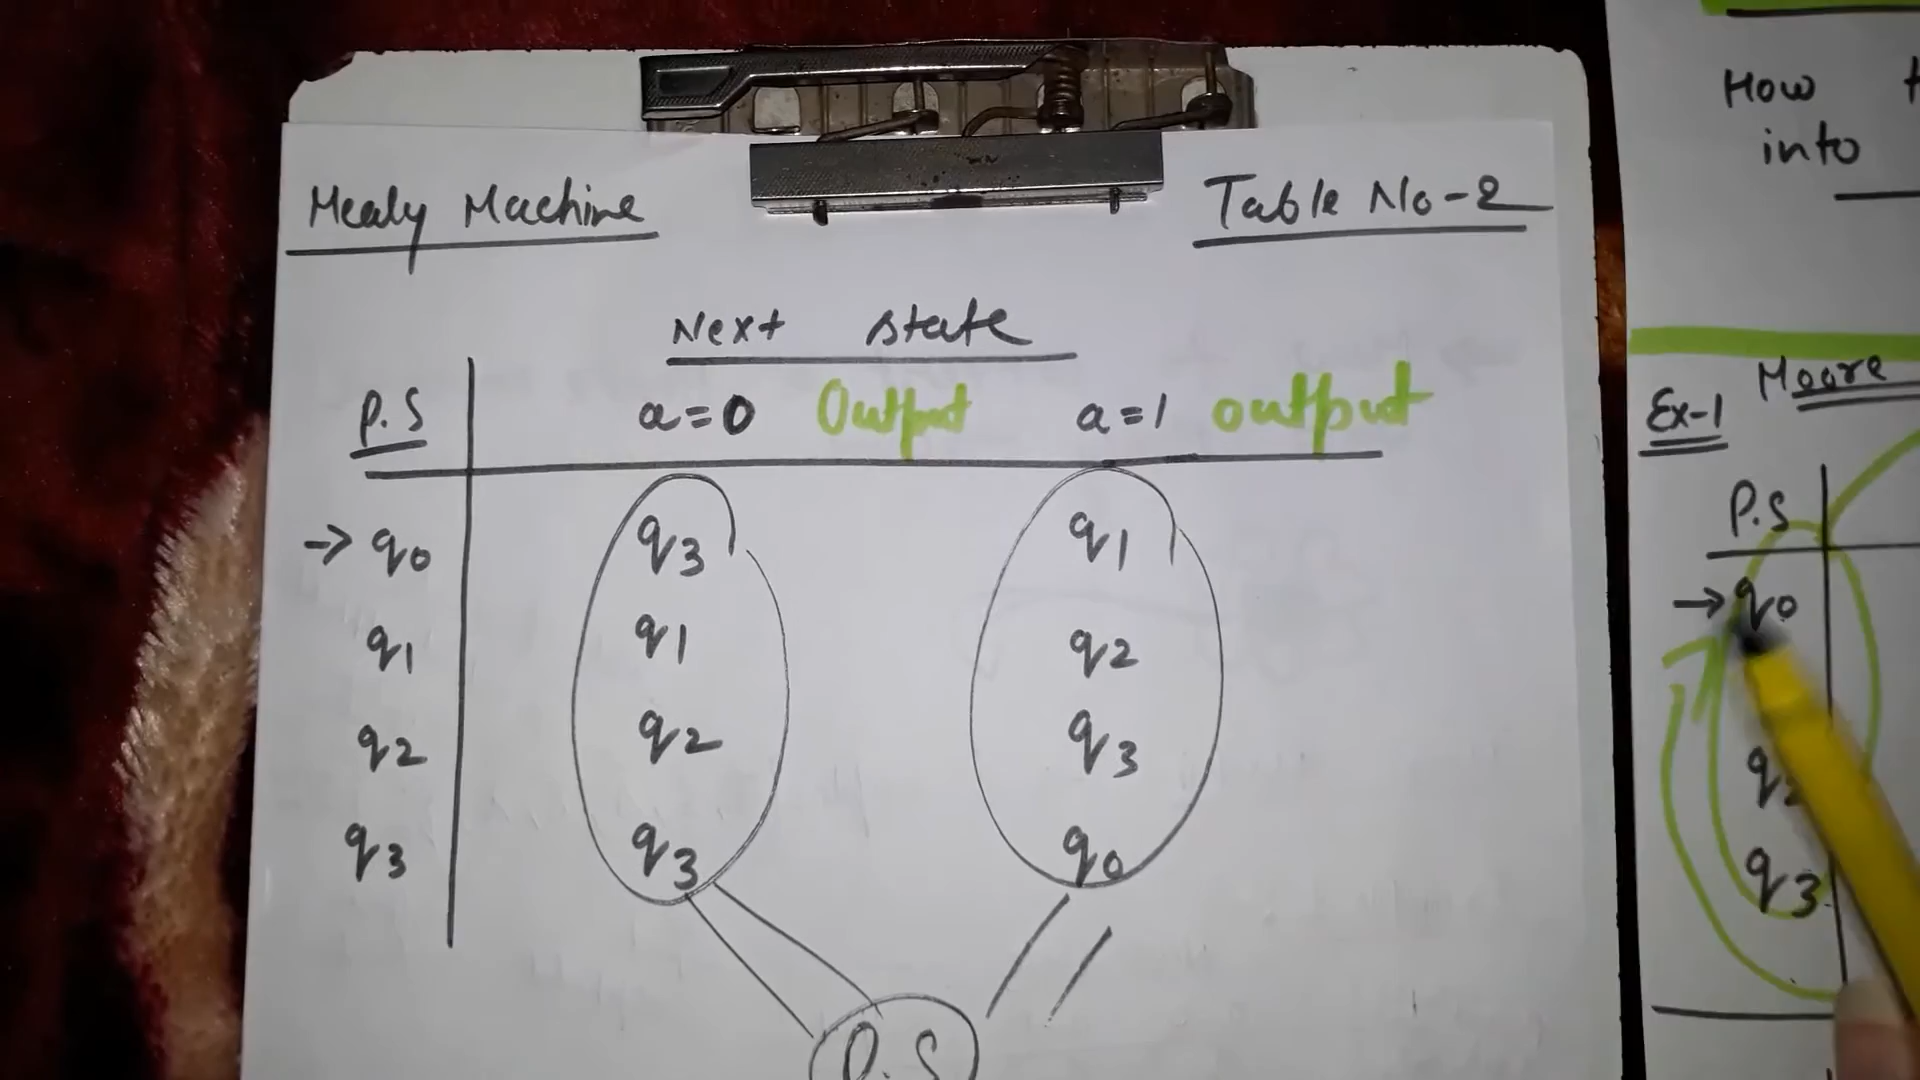 Mealy Machine
Table No-2
Next state
P.S a=0 Output a=1 output
→ q0 q3 q1
q1 q1 q2
q2 q2 q3
q3 q3 q0
P.S
How
into
Moore
Ex-1
P.S
→ q0
q2
q3